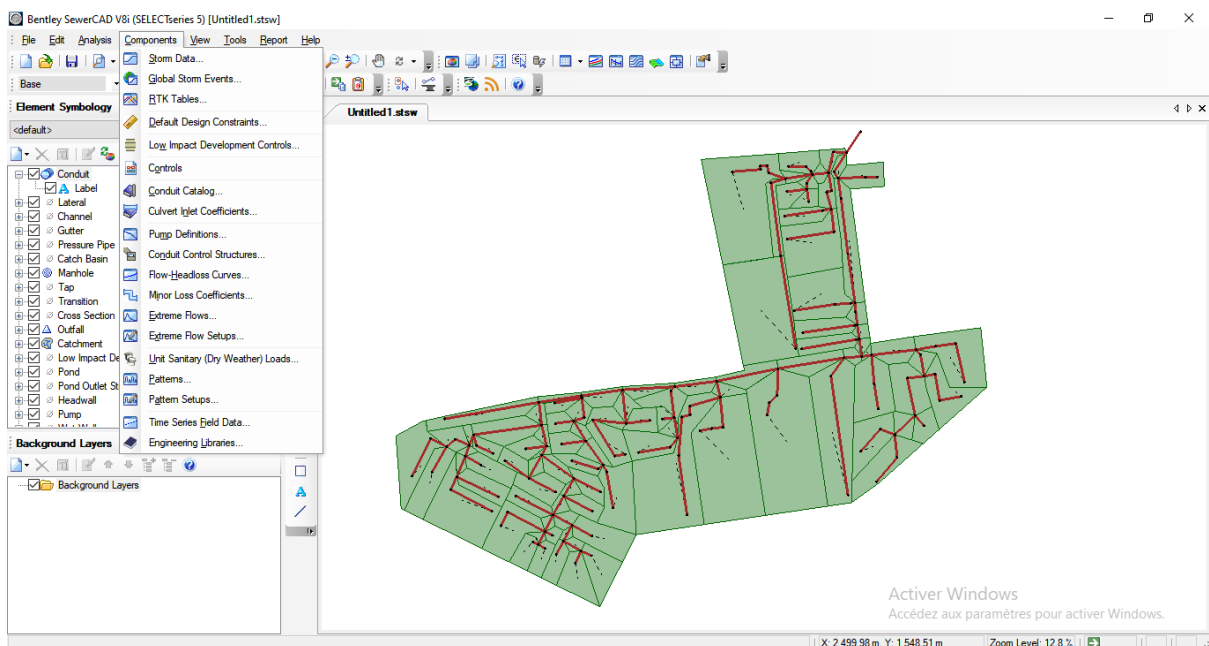 Bentley SewerCAD V8i (SELECTseries 5) [Untitled1.stsw]
File Edit Analysis Components View Tools Report Help
Base
Element Symbology
<default>
Conduit
Label
Lateral
Channel
Gutter
Pressure Pipe
Catch Basin
Manhole
Tap
Transition
Cross Section
Outfall
Catchment
Low Impact De
Pond
Pond Outlet St
Headwall
Pump
Background Layers
Background Layers
Storm Data...
Global Storm Events...
RTK Tables...
Default Design Constraints...
Low Impact Development Controls...
Controls
Conduit Catalog...
Culvert Inlet Coefficients...
Pump Definitions...
Conduit Control Structures...
Flow-Headloss Curves...
Minor Loss Coefficients...
Extreme Flows...
Extreme Flow Setups...
Unit Sanitary (Dry Weather) Loads...
Patterns...
Pattern Setups...
Time Series Field Data...
Engineering Libraries...
Untitled1.stsw
Activer Windows
Accédez aux paramètres pour activer Windows.
X: 2 499,98 m, Y: 1 548,51 m
Zoom Level: 12,8 %